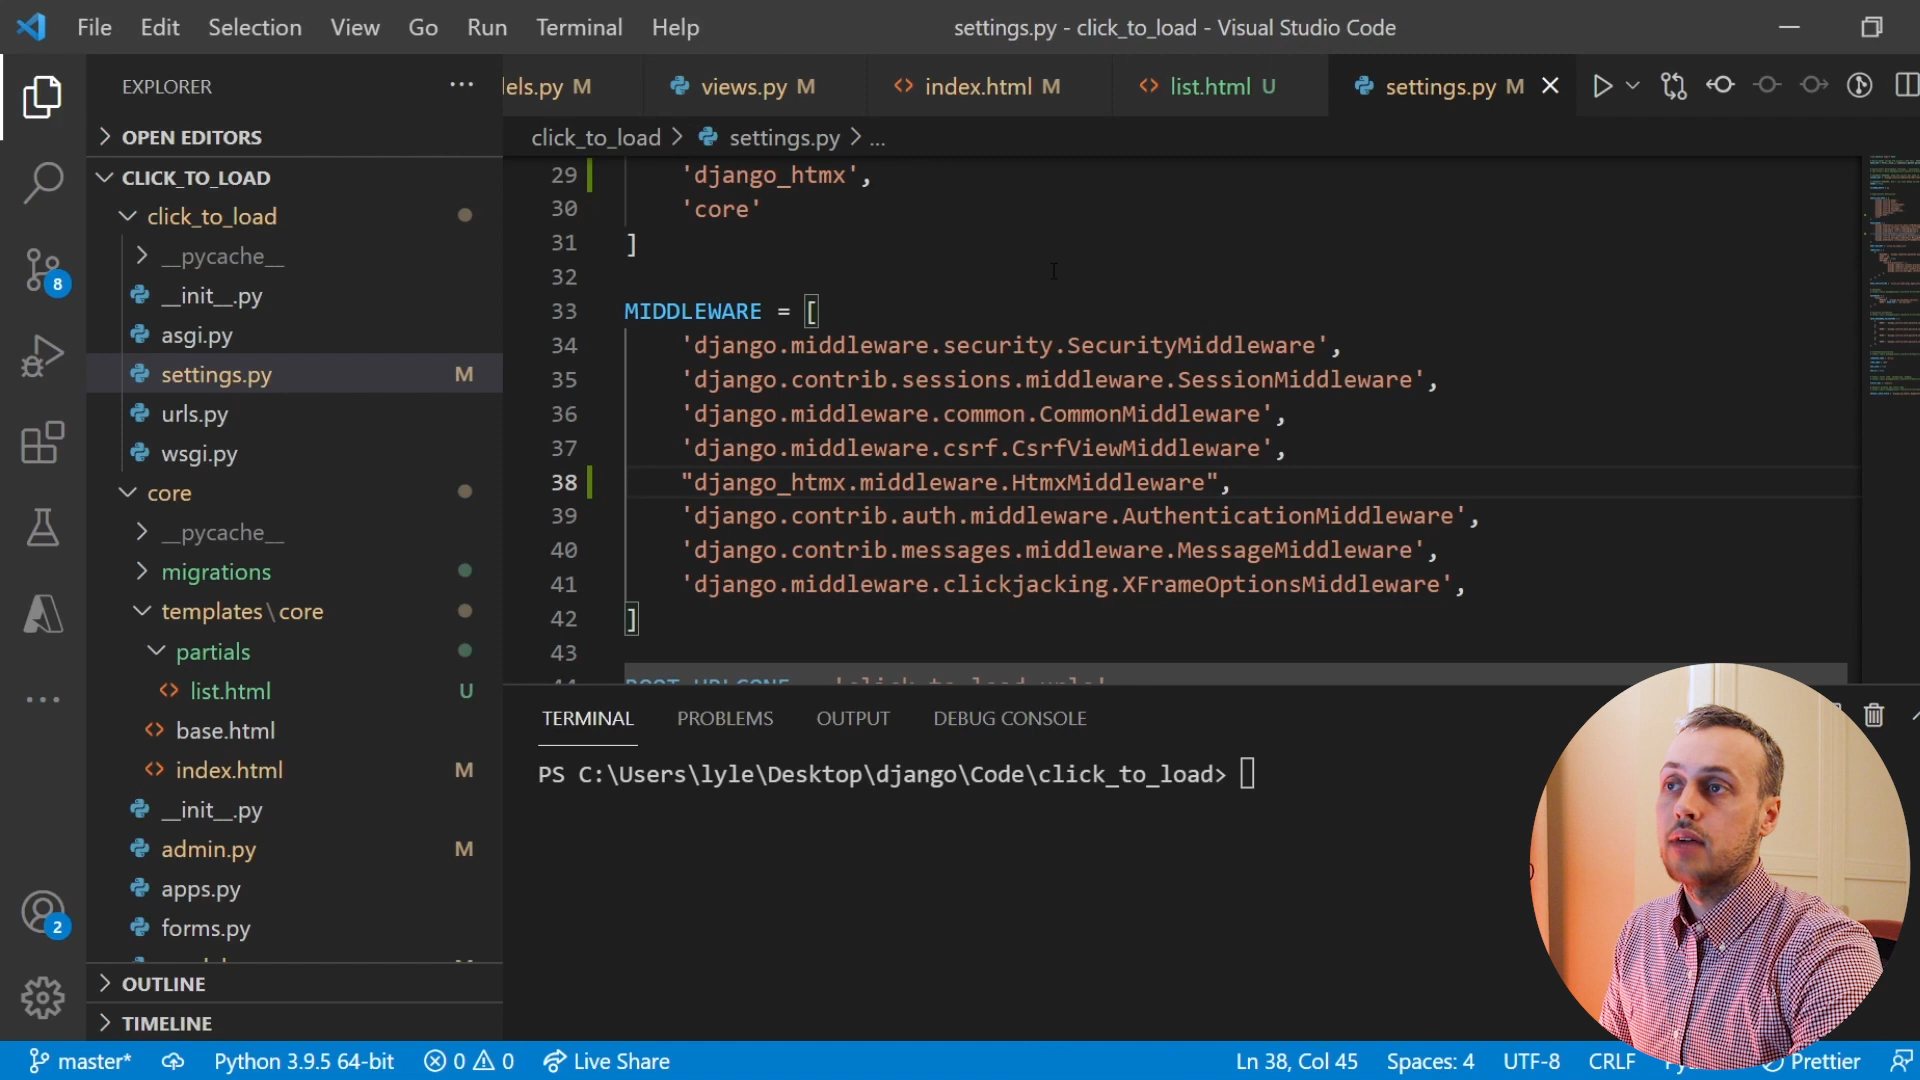 File Edit Selection View Go Run Terminal Help
settings.py - click_to_load - Visual Studio Code
EXPLORER
OPEN EDITORS
CLICK_TO_LOAD
click_to_load
__pycache__
__init__.py
asgi.py
settings.py M
urls.py
wsgi.py
core
__pycache__
migrations
templates\core
partials
list.html U
base.html
index.html M
__init__.py
admin.py M
apps.py
forms.py
OUTLINE
TIMELINE
8
2
dels.py M views.py M index.html M list.html U settings.py M
click_to_load > settings.py > ...
29 'django_htmx',
30 'core'
31 ]
32
33 MIDDLEWARE = [
34 'django.middleware.security.SecurityMiddleware',
35 'django.contrib.sessions.middleware.SessionMiddleware',
36 'django.middleware.common.CommonMiddleware',
37 'django.middleware.csrf.CsrfViewMiddleware',
38 "django_htmx.middleware.HtmxMiddleware",
39 'django.contrib.auth.middleware.AuthenticationMiddleware',
40 'django.contrib.messages.middleware.MessageMiddleware',
41 'django.middleware.clickjacking.XFrameOptionsMiddleware',
42 ]
43
TERMINAL PROBLEMS OUTPUT DEBUG CONSOLE
PS C:\Users\lyle\Desktop\django\Code\click_to_load>
master* Python 3.9.5 64-bit 0 0 Live Share Ln 38, Col 45 Spaces: 4 UTF-8 CRLF Prettier